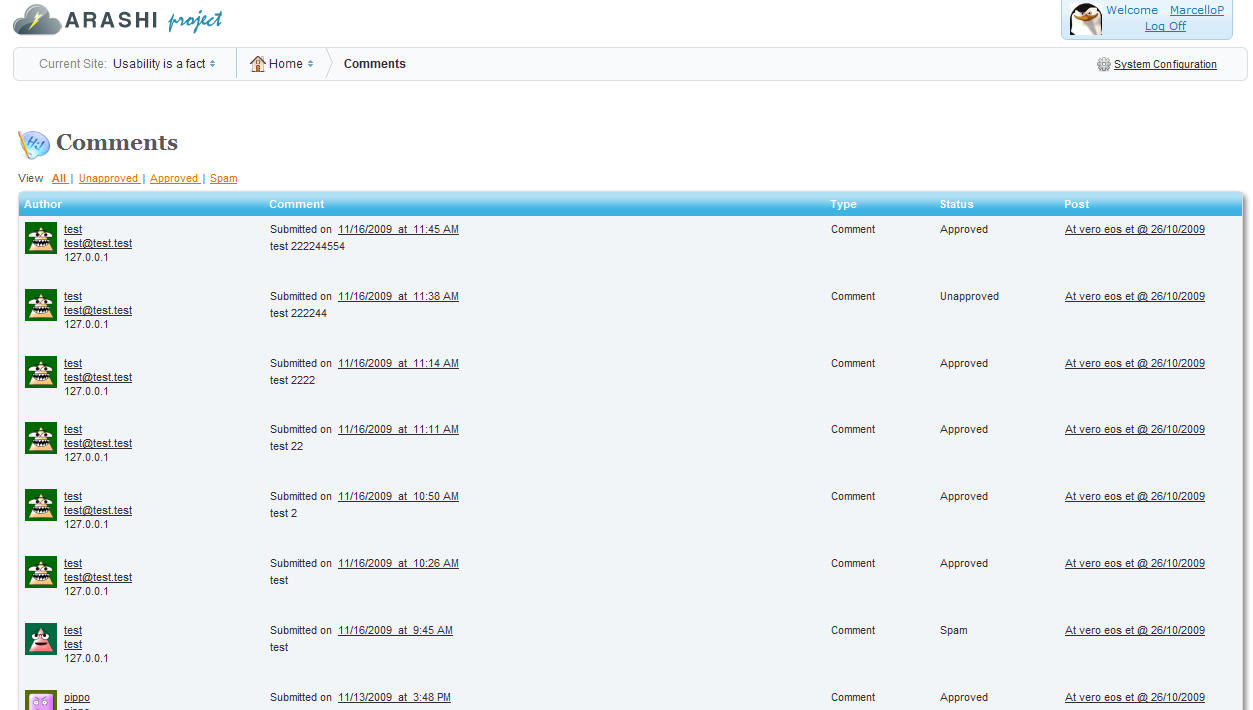 ARASHI project
Welcome MarcelloP
Log Off
Current Site: Usability is a fact Home Comments System Configuration
Comments
View All | Unapproved | Approved | Spam
Author Comment Type Status Post
test Submitted on 11/16/2009 at 11:45 AM Comment Approved At vero eos et @ 26/10/2009
test@test.test test 222244554
127.0.0.1
test Submitted on 11/16/2009 at 11:38 AM Comment Unapproved At vero eos et @ 26/10/2009
test@test.test test 222244
127.0.0.1
test Submitted on 11/16/2009 at 11:14 AM Comment Approved At vero eos et @ 26/10/2009
test@test.test test 2222
127.0.0.1
test Submitted on 11/16/2009 at 11:11 AM Comment Approved At vero eos et @ 26/10/2009
test@test.test test 22
127.0.0.1
test Submitted on 11/16/2009 at 10:50 AM Comment Approved At vero eos et @ 26/10/2009
test@test.test test 2
127.0.0.1
test Submitted on 11/16/2009 at 10:26 AM Comment Approved At vero eos et @ 26/10/2009
test@test.test test
127.0.0.1
test Submitted on 11/16/2009 at 9:45 AM Comment Spam At vero eos et @ 26/10/2009
test test
127.0.0.1
pippo Submitted on 11/13/2009 at 3:48 PM Comment Approved At vero eos et @ 26/10/2009